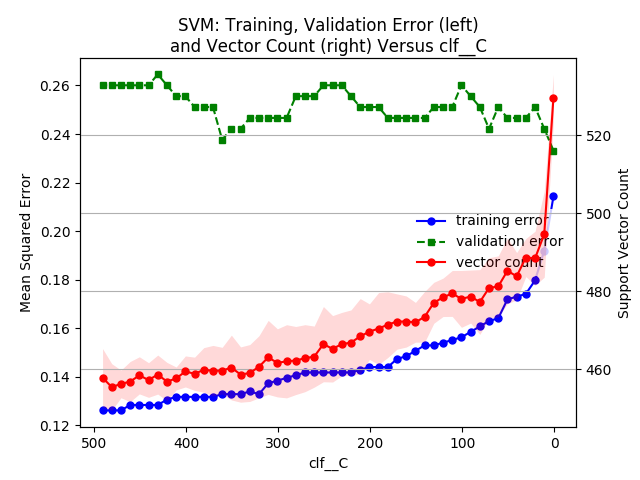 SVM: Training, Validation Error (left)
and Vector Count (right) Versus clf__C
Mean Squared Error
0.26
0.24
0.22
0.20
0.18
0.16
0.14
0.12
training error
validation error
vector count
520
500
480
460
Support Vector Count
500
400
300
200
100
0
clf__C